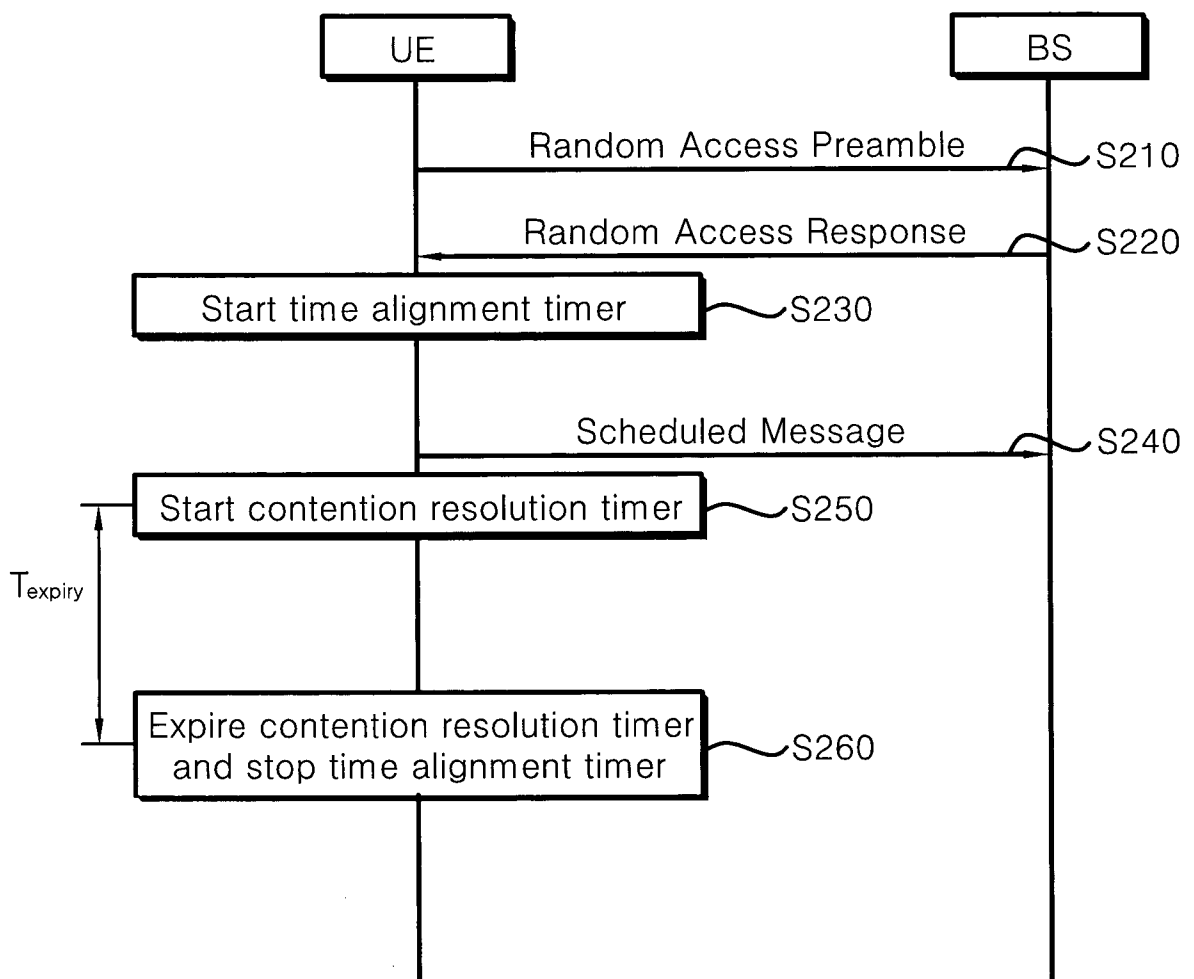 UE
BS
Random Access Preamble
S210
Random Access Response
S220
Start time alignment timer
S230
Scheduled Message
S240
Start contention resolution timer
S250
Texpiry
Expire contention resolution timer
and stop time alignment timer
S260